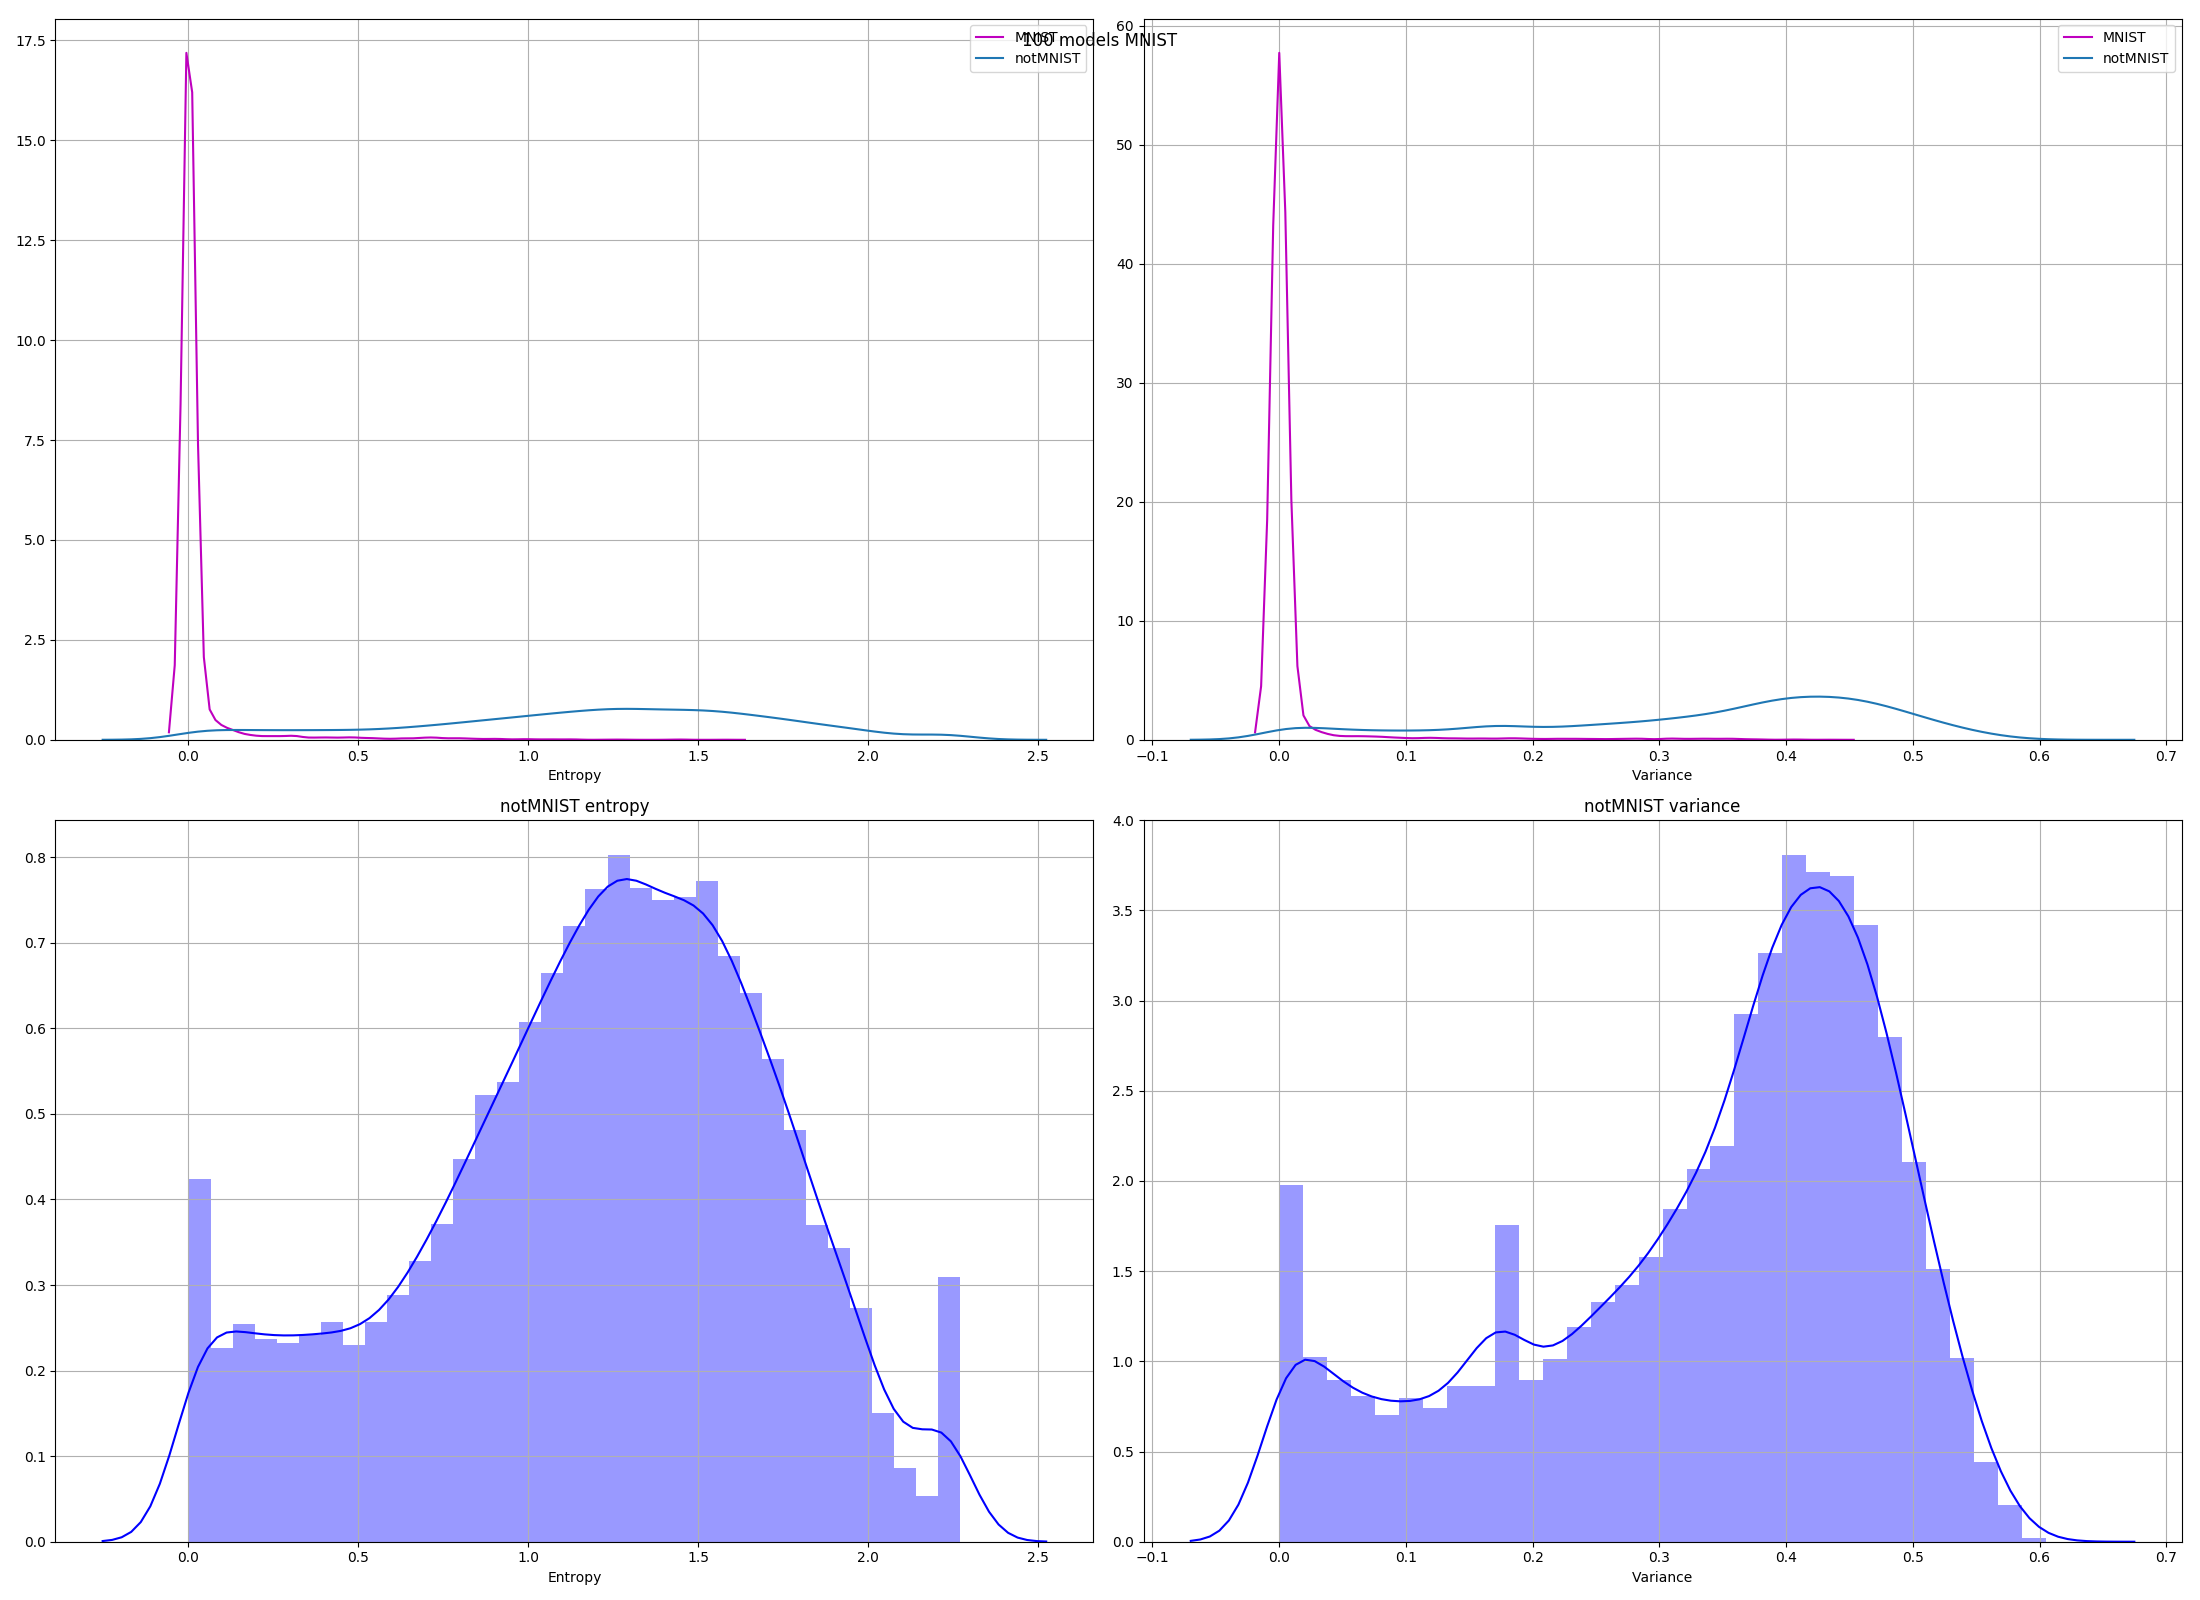 100 models MNIST
17.5
15.0
12.5
10.0
7.5
5.0
2.5
0.0
MNIST
notMNIST
0.0 0.5 1.0 1.5 2.0 2.5
Entropy
60
50
40
30
20
10
0
MNIST
notMNIST
−0.1 0.0 0.1 0.2 0.3 0.4 0.5 0.6 0.7
Variance
notMNIST entropy
0.8
0.7
0.6
0.5
0.4
0.3
0.2
0.1
0.0
0.0 0.5 1.0 1.5 2.0 2.5
Entropy
notMNIST variance
4.0
3.5
3.0
2.5
2.0
1.5
1.0
0.5
0.0
−0.1 0.0 0.1 0.2 0.3 0.4 0.5 0.6 0.7
Variance